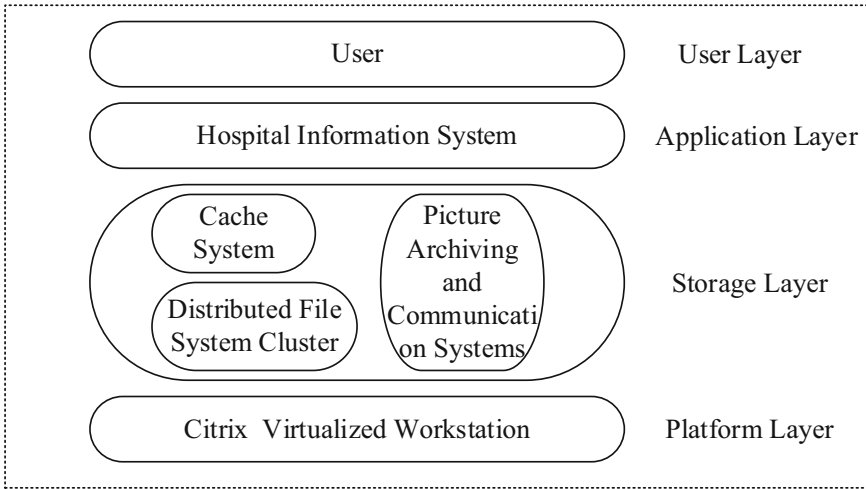 User
User Layer
Hospital Information System
Application Layer
Cache
System
Distributed File
System Cluster
Picture
Archiving
and
Communicati
on Systems
Storage Layer
Citrix  Virtualized Workstation
Platform Layer